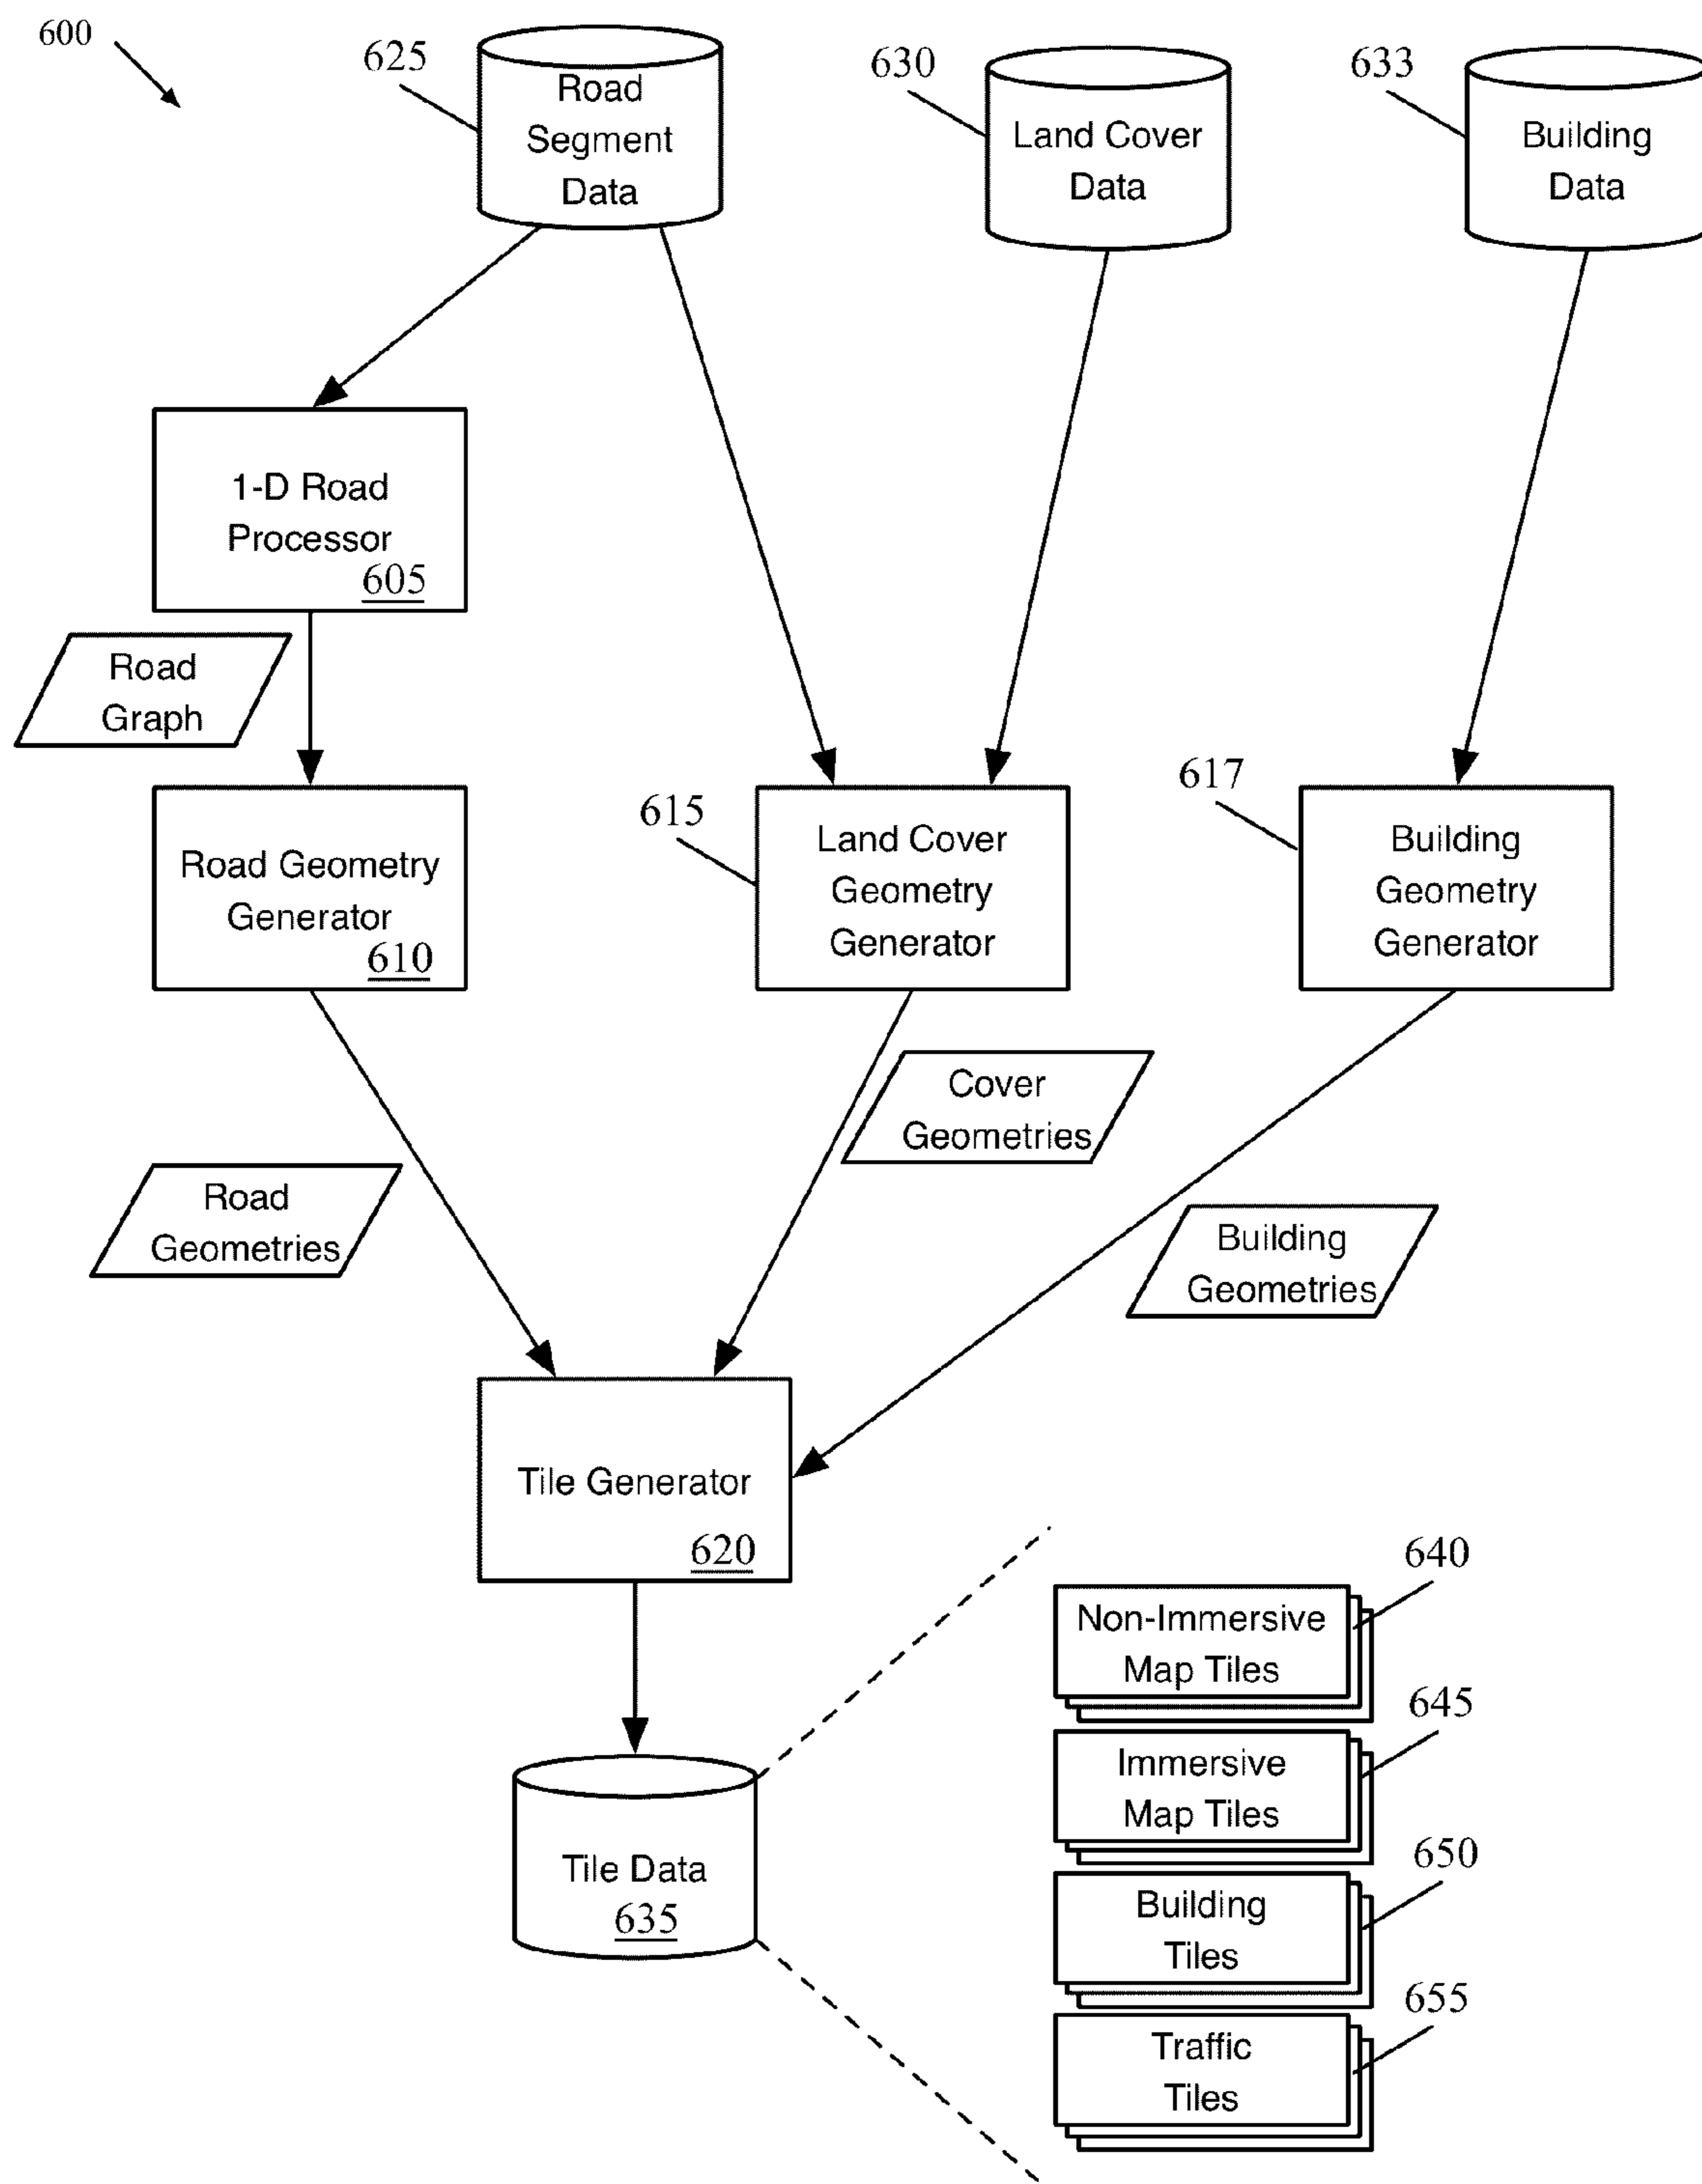 600
625
Road
Segment
Data
630
Land Cover
Data
633
Building
Data
1-D Road
Processor
605
Road
Graph
Road Geometry
Generator
610
615
Land Cover
Geometry
Generator
617
Building
Geometry
Generator
Cover
Geometries
Road
Geometries
Building
Geometries
Tile Generator
620
Tile Data
635
640
Non-Immersive
Map Tiles
645
Immersive
Map Tiles
650
Building
Tiles
655
Traffic
Tiles